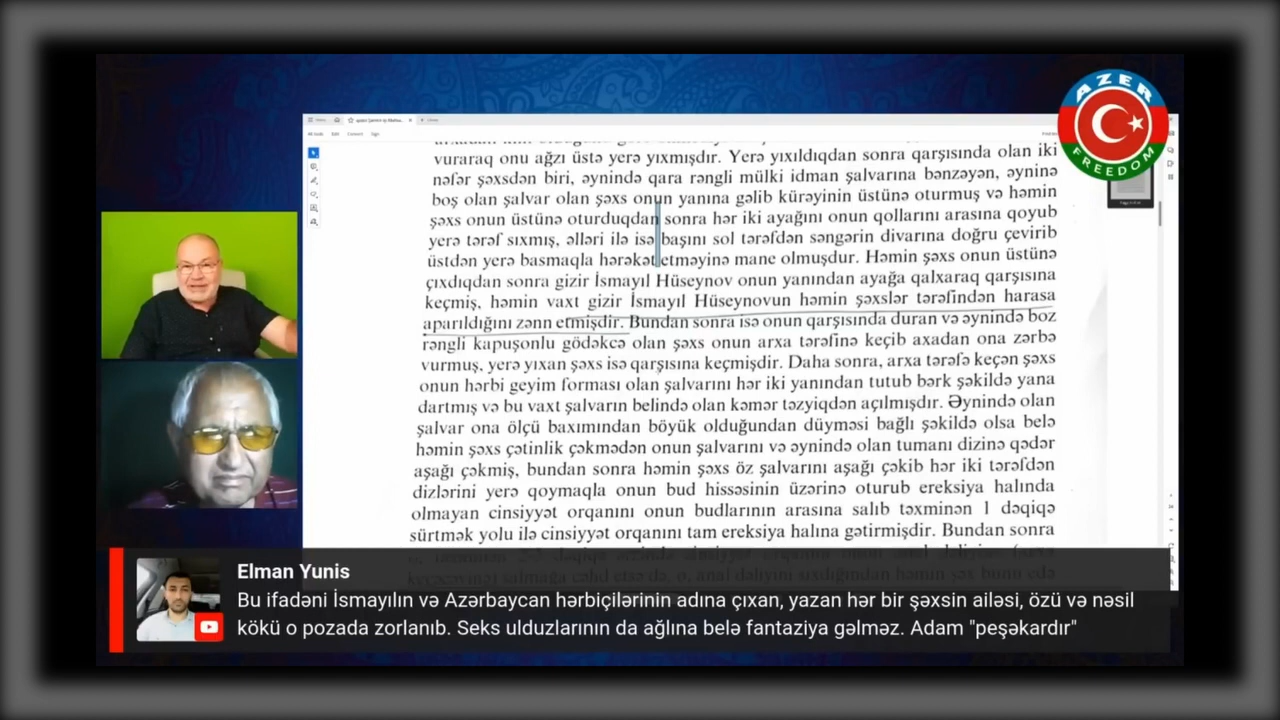 AZER
FREEDOM
vuraraq onu ağzı üstə yerə yıxmışdır. Yerə yıxıldıqdan sonra qarşısında olan iki
nəfər şəxsdən biri, əynində qara rəngli mülki idman şalvarına bənzəyən, əyninə
boş olan şalvar olan şəxs onun yanına gəlib kürəyinin üstünə oturmuş və həmin
şəxs onun üstünə oturduqdan sonra hər iki ayağını onun qollarını arasına qoyub
yerə tərəf sıxmış, əlləri ilə isə başını sol tərəfdən səngərin divarına doğru çevirib
üstdən yerə basmaqla hərəkət etməyinə mane olmuşdur. Həmin şəxs onun üstünə
çıxdıqdan sonra gizir İsmayıl Hüseynov onun yanından ayağa qalxaraq qarşısına
keçmiş, həmin vaxt gizir İsmayıl Hüseynovun həmin şəxslər tərəfindən harasa
aparıldığını zənn etmişdir. Bundan sonra isə onun qarşısında duran və əynində boz
rəngli kapuşonlu gödəkcə olan şəxs onun arxa tərəfinə keçib axadan ona zərbə
vurmuş, yerə yıxan şəxs isə qarşısına keçmişdir. Daha sonra, arxa tərəfə keçən şəxs
onun hərbi geyim forması olan şalvarını hər iki yanından tutub bərk şəkildə yana
dartmış və bu vaxt şalvarın belində olan kəmər təzyiqdən açılmışdır. Əynində olan
şalvar ona ölçü baxımından böyük olduğundan düyməsi bağlı şəkildə olsa belə
həmin şəxs çətinlik çəkmədən onun şalvarını və əynində olan tumanı dizinə qədər
aşağı çəkmiş, bundan sonra həmin şəxs öz şalvarını aşağı çəkib hər iki tərəfdən
dizlərini yerə qoymaqla onun bud hissəsinin üzərinə oturub ereksiya halında
olmayan cinsiyyət orqanını onun budlarının arasına salıb təxminən 1 dəqiqə
sürtmək yolu ilə cinsiyyət orqanını tam ereksiya halına gətirmişdir. Bundan sonra
Elman Yunis
Bu ifadəni İsmayılın və Azərbaycan hərbiçilərinin adına çıxan, yazan hər bir şəxsin ailəsi, özü və nəsil
kökü o pozada zorlanıb. Seks ulduzlarının da ağlına belə fantaziya gəlməz. Adam "peşəkardır"